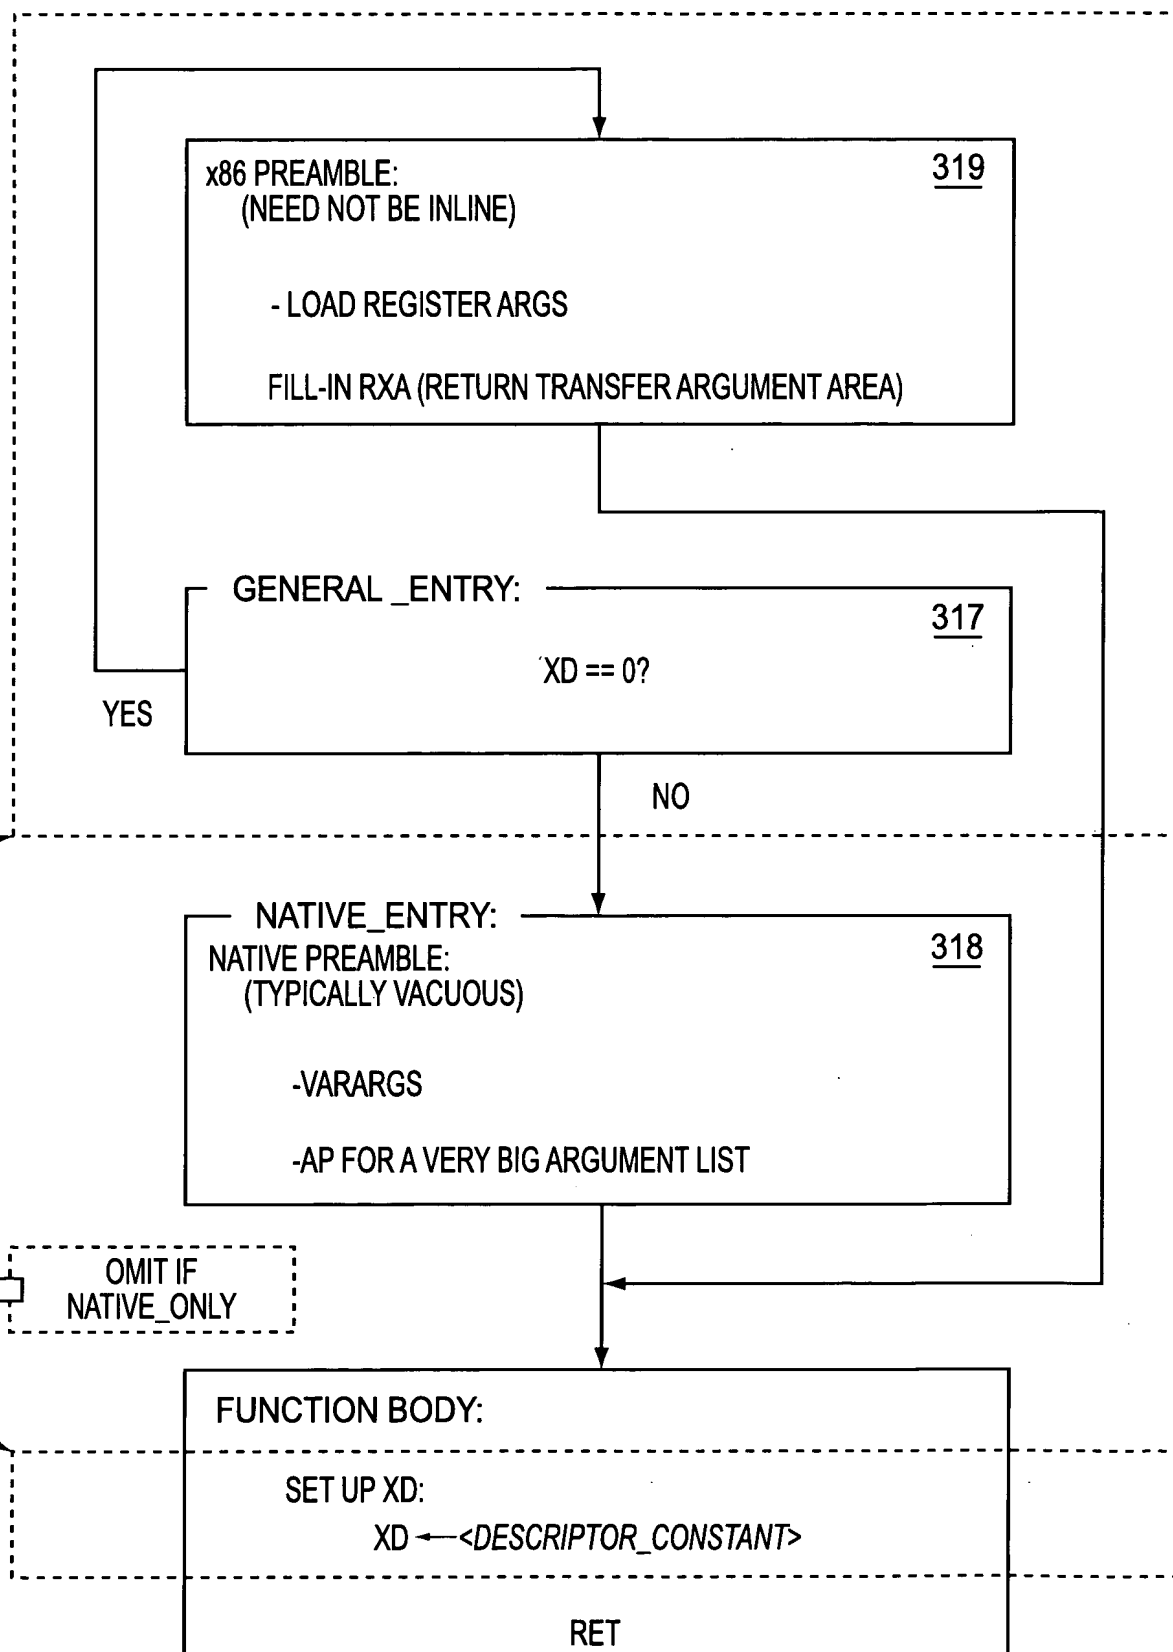 319
x86 PREAMBLE:
(NEED NOT BE INLINE)
- LOAD REGISTER ARGS
FILL-IN RXA (RETURN TRANSFER ARGUMENT AREA)
GENERAL _ENTRY:
317
XD == 0?
YES
NO
NATIVE_ENTRY:
318
NATIVE PREAMBLE:
(TYPICALLY VACUOUS)
-VARARGS
-AP FOR A VERY BIG ARGUMENT LIST
OMIT IF
NATIVE_ONLY
FUNCTION BODY:
SET UP XD:
XD ←<DESCRIPTOR_CONSTANT>
RET